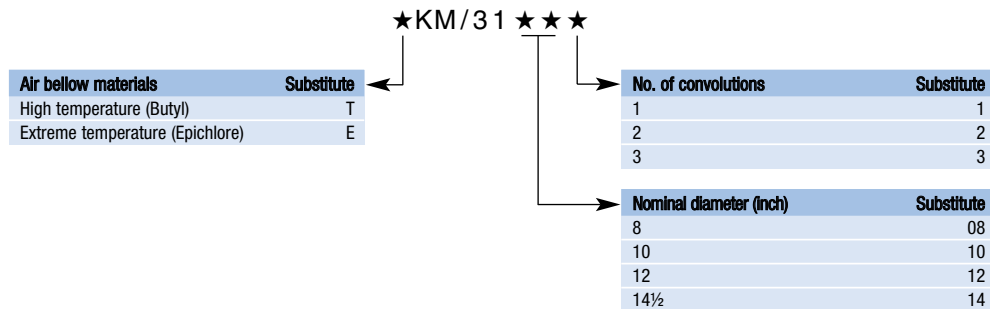 ★KM/31★★★
Air bellow materials Substitute
High temperature (Butyl) T
Extreme temperature (Epichlore) E
No. of convolutions Substitute
1 1
2 2
3 3
Nominal diameter (inch) Substitute
8 08
10 10
12 12
14½ 14